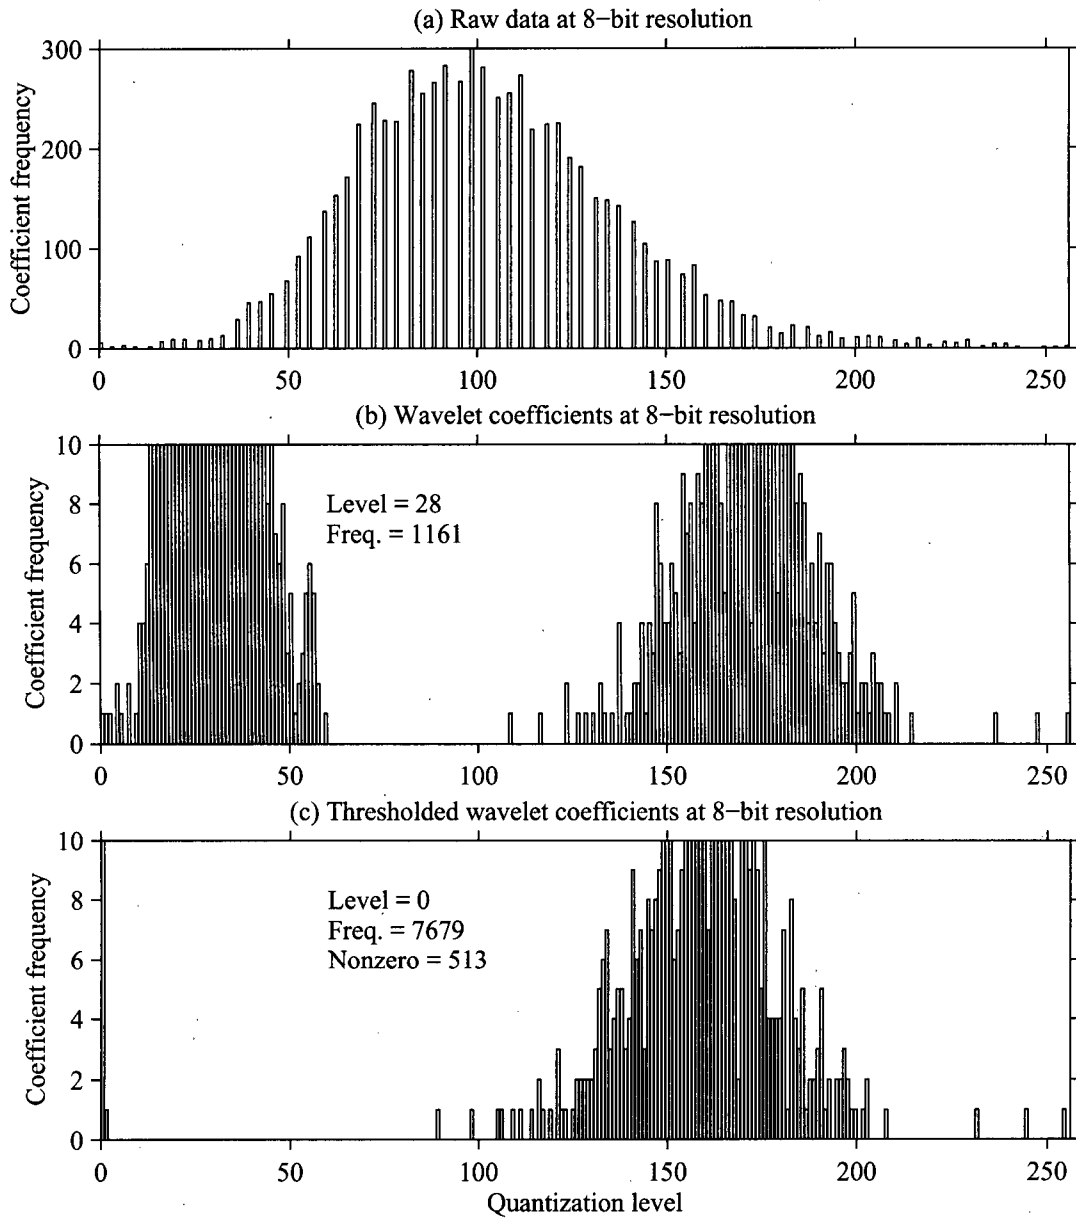 (a) Raw data at 8−bit resolution
Coefficient frequency
300
200
100
0
0 50 100 150 200 250
(b) Wavelet coefficients at 8−bit resolution
Coefficient frequency
10
8
6
4
2
0
Level = 28
Freq. = 1161
0 50 100 150 200 250
(c) Thresholded wavelet coefficients at 8−bit resolution
Coefficient frequency
10
8
6
4
2
0
Level = 0
Freq. = 7679
Nonzero = 513
0 50 100 150 200 250
Quantization level